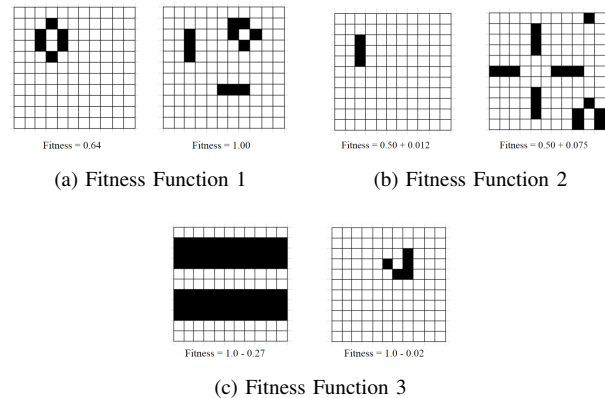 Fitness = 0.64
Fitness = 1.00
(a) Fitness Function 1
Fitness = 0.50 + 0.012
Fitness = 0.50 + 0.075
(b) Fitness Function 2
Fitness = 1.0 - 0.27
Fitness = 1.0 - 0.02
(c) Fitness Function 3